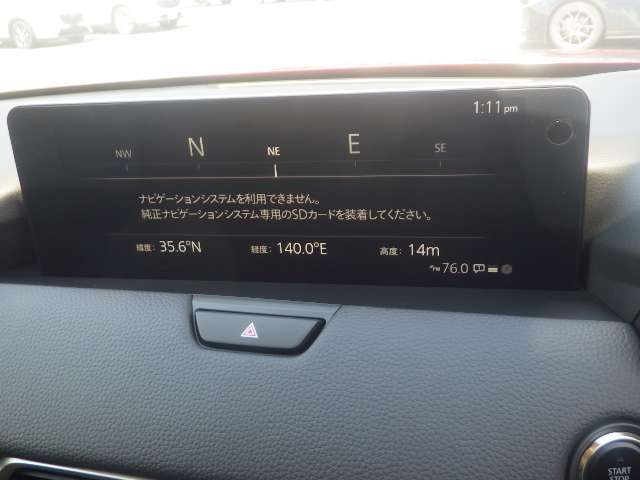 1:11pm
NW N NE E SE
ナビゲーションシステムを利用できません。
純正ナビゲーションシステム専用のSDカードを装着してください。
緯度: 35.6°N 経度: 140.0°E 高度: 14m
FM 76.0
START
STOP